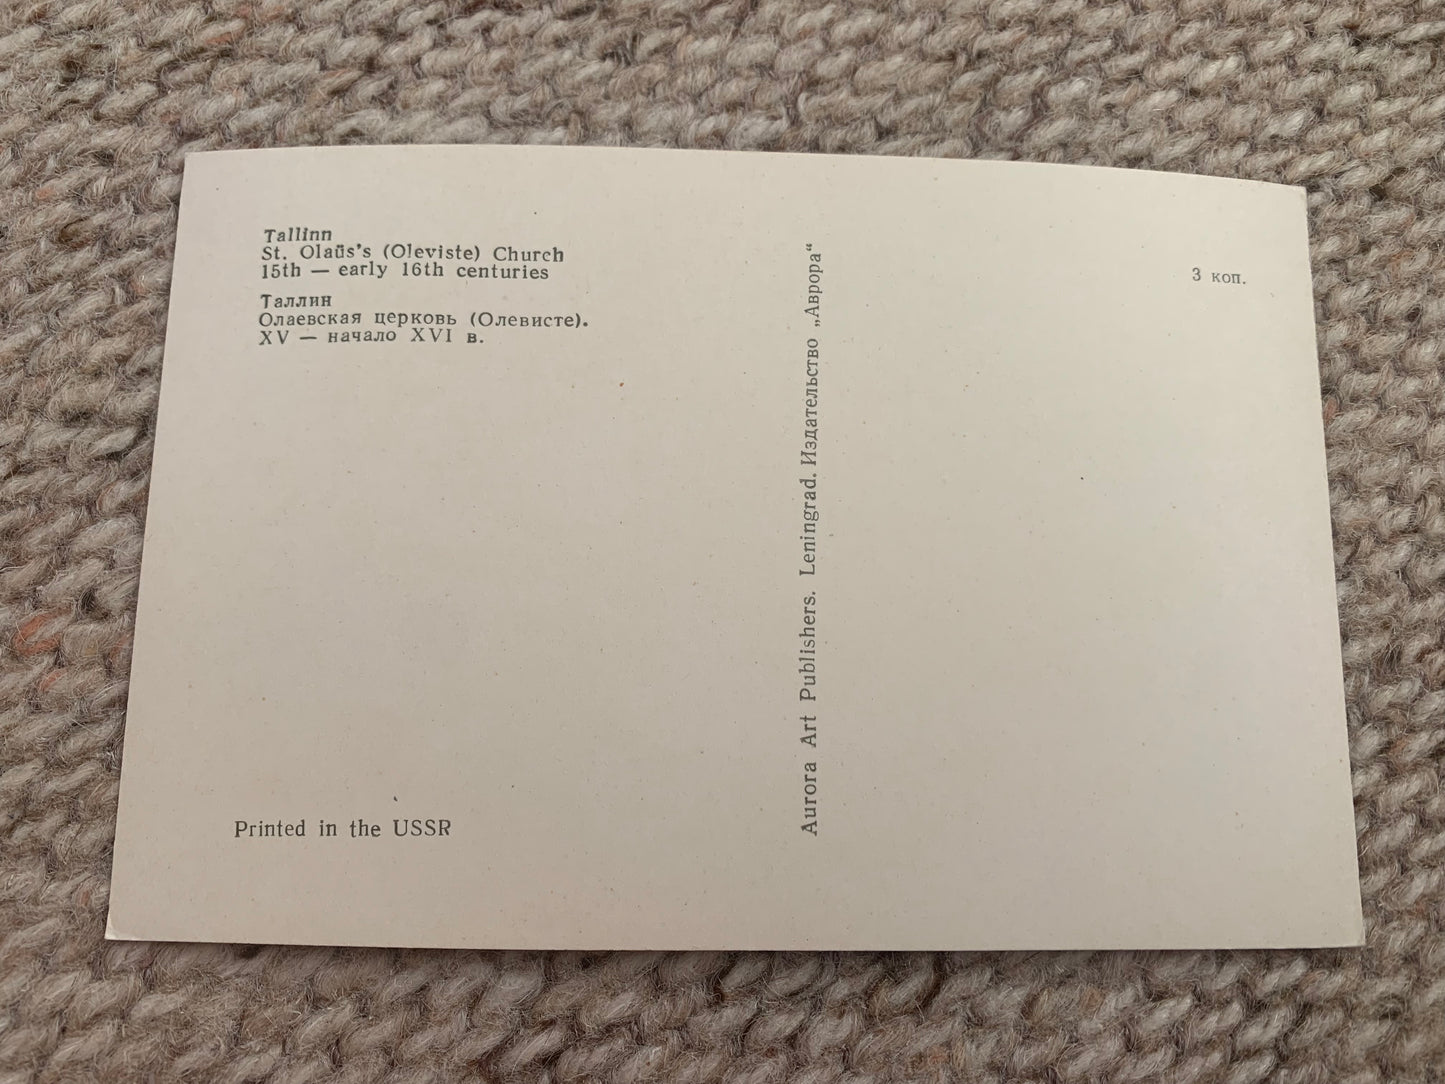 Tallinn
St. Olaüs's (Oleviste) Church
15th — early 16th centuries
Таллин
Олаевская церковь (Олевисте).
XV — начало XVI в.
Printed in the USSR
Aurora Art Publishers. Leningrad. Издательство „Аврора“
3 коп.